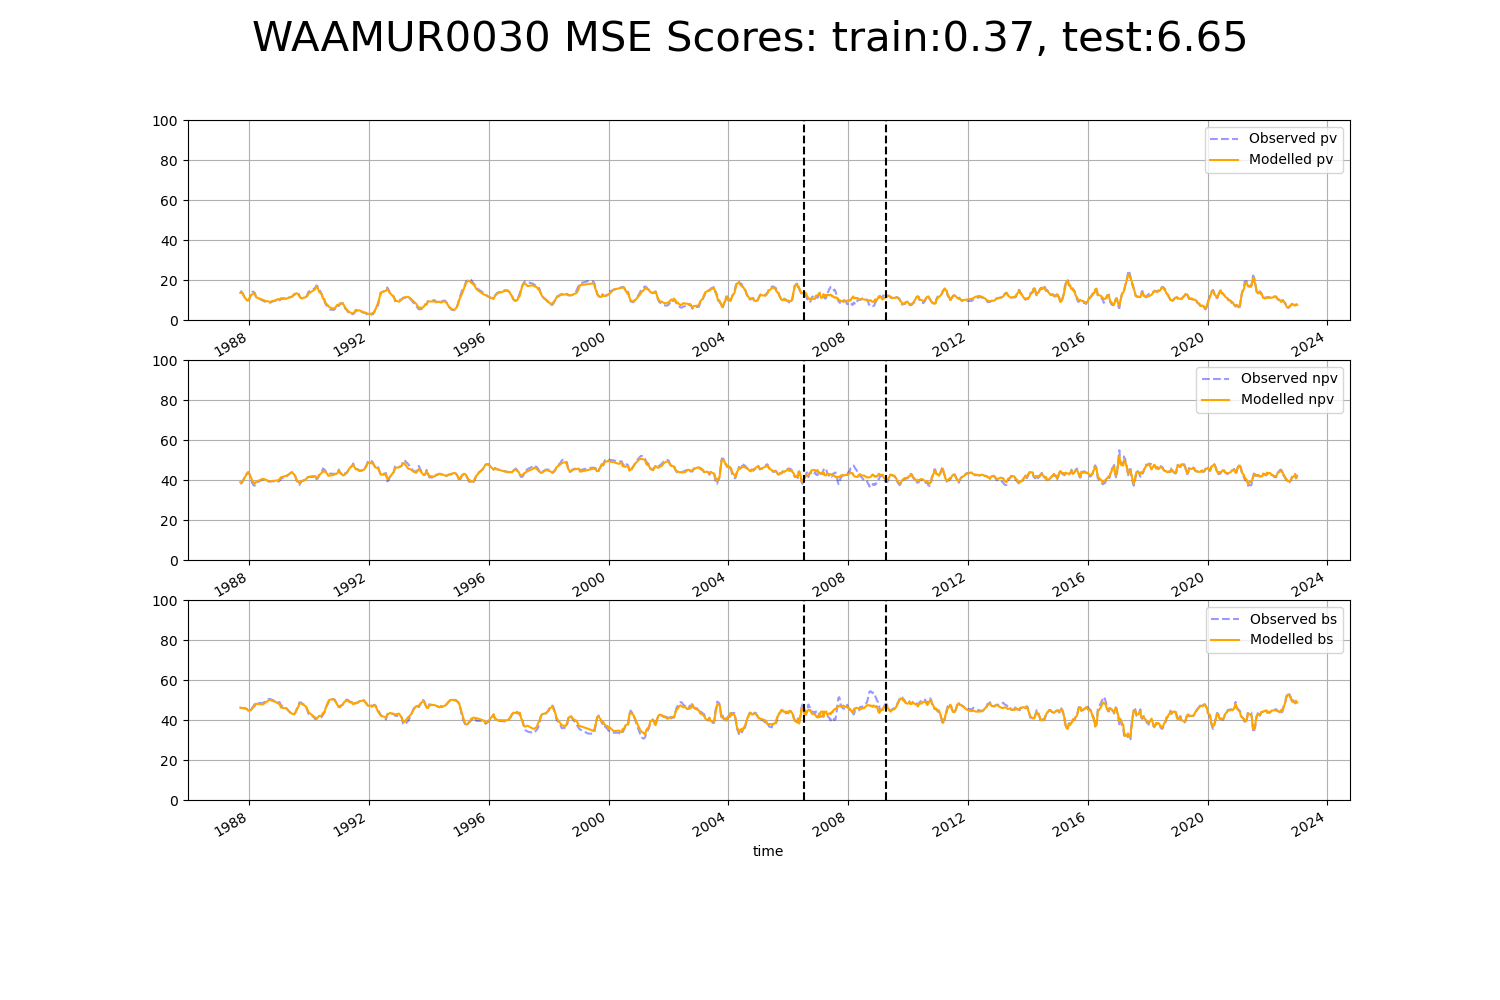 WAAMUR0030 MSE Scores: train:0.37, test:6.65
100
80
60
40
20
0
Observed pv
Modelled pv
1988 1992 1996 2000 2004 2008 2012 2016 2020 2024
100
80
60
40
20
0
Observed npv
Modelled npv
1988 1992 1996 2000 2004 2008 2012 2016 2020 2024
100
80
60
40
20
0
Observed bs
Modelled bs
1988 1992 1996 2000 2004 2008 2012 2016 2020 2024
time